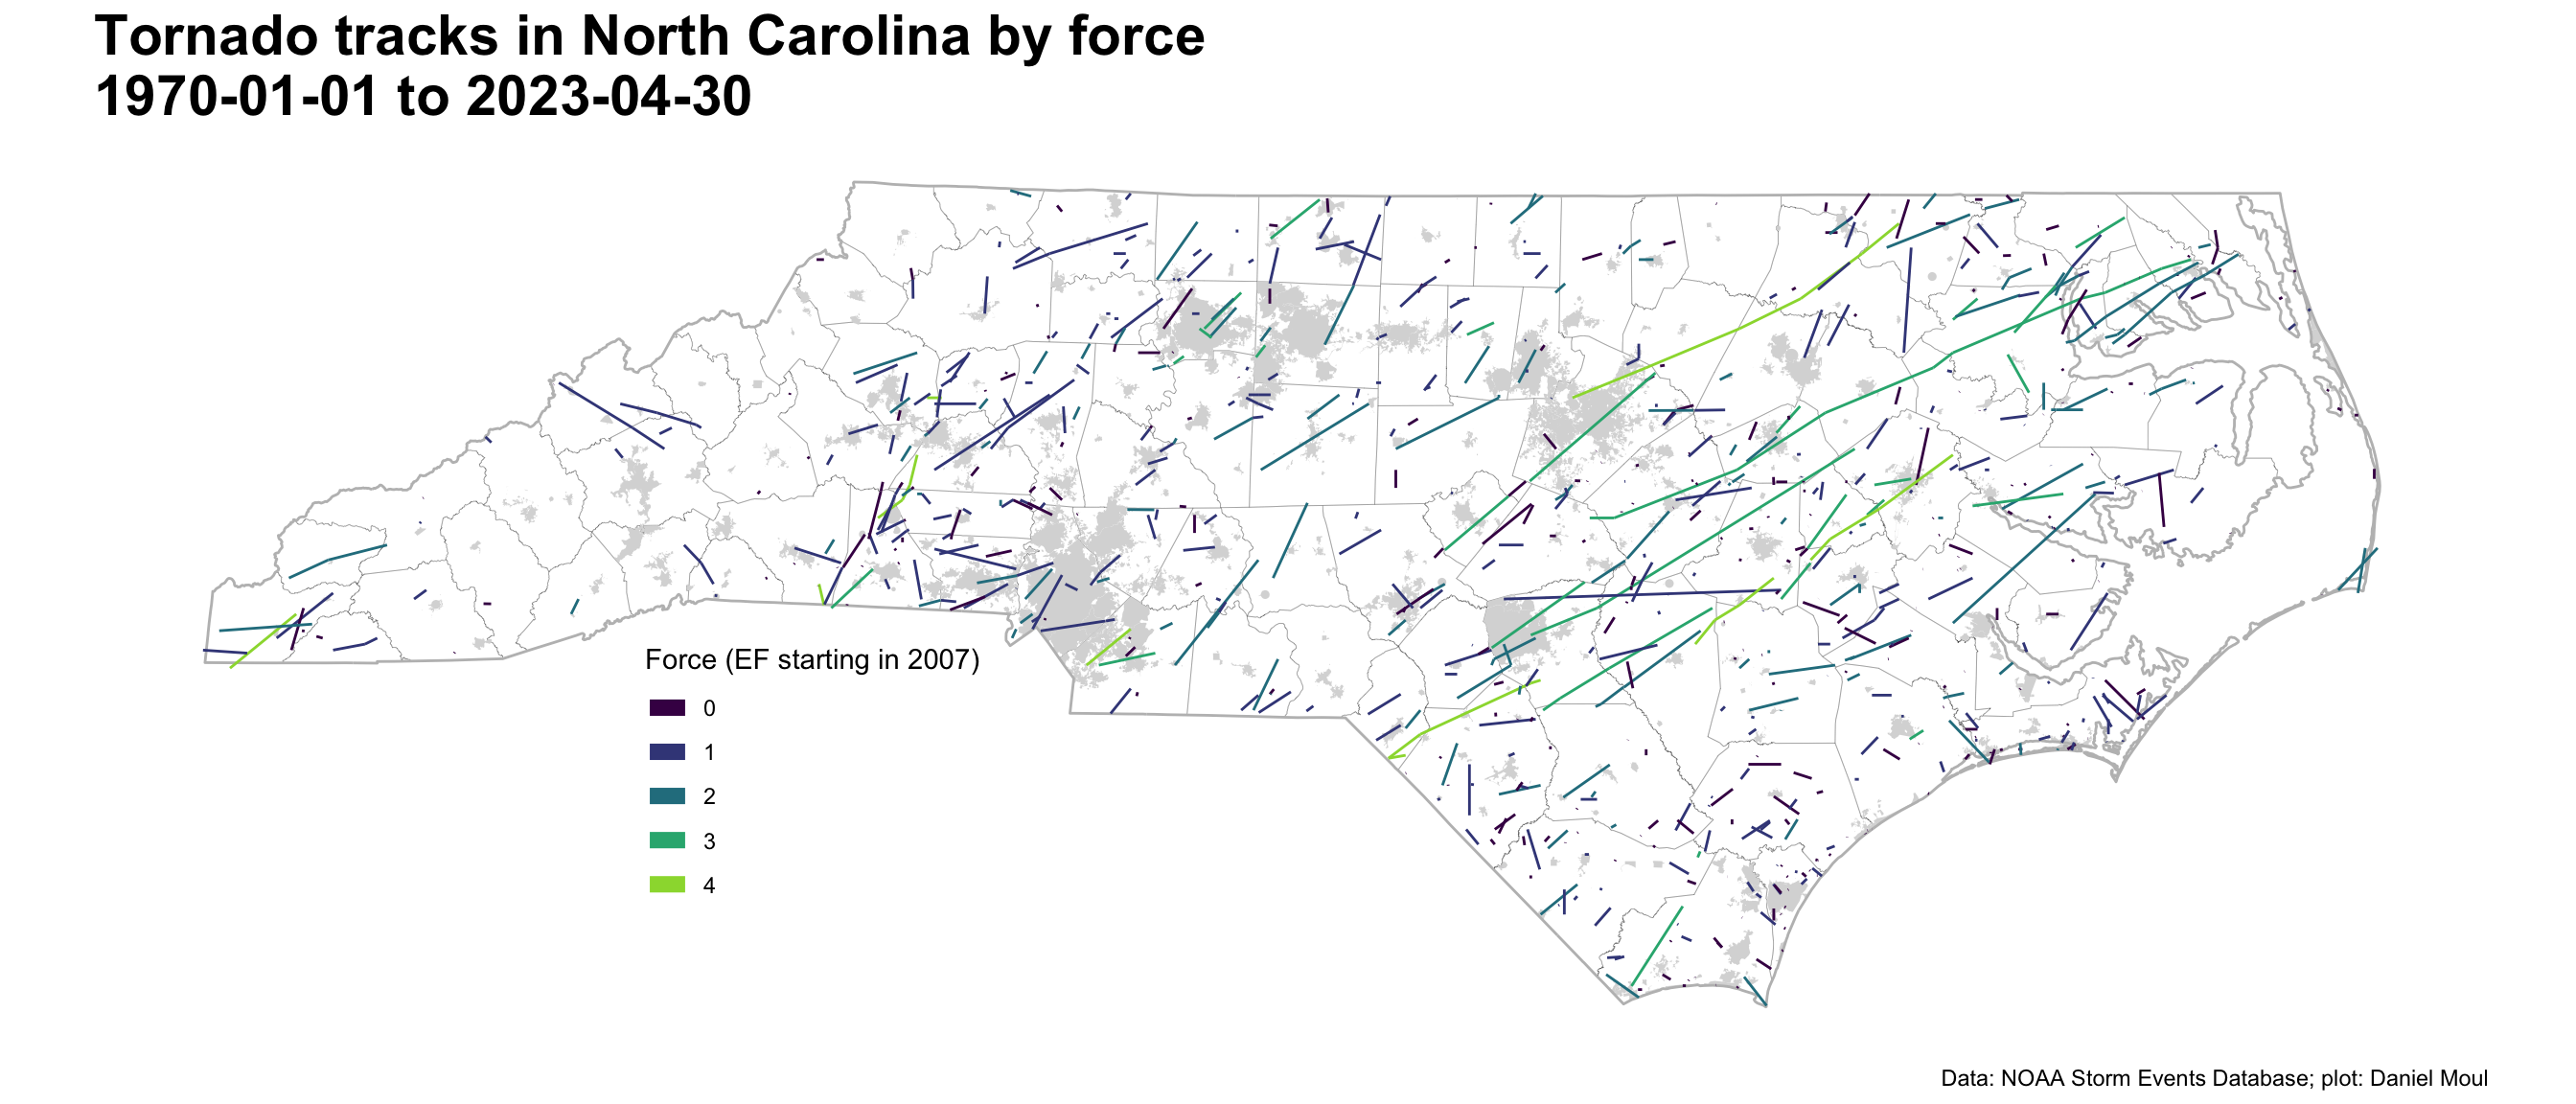 Tornado tracks in North Carolina by force
1970-01-01 to 2023-04-30
Force (EF starting in 2007)
0
1
2
3
4
Data: NOAA Storm Events Database; plot: Daniel Moul